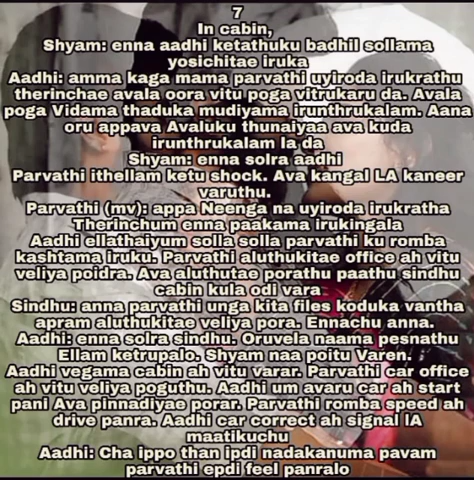 7
In cabin,
Shyam: enna aadhi ketathuku badhil sollama
yosichitae iruka
Aadhi: amma kaga mama parvathi uyiroda irukrathu
therinchae avala oora vitu poga vitrukaru da. Avala
poga Vidama thaduka mudiyama irunthrukalam. Aana
oru appava Avaluku thunaiyaa ava kuda
irunthrukalam la da
Shyam: enna solra aadhi
Parvathi ithellam ketu shock. Ava kangal LA kaneer
varuthu.
Parvathi (mv): appa Neenga na uyiroda irukratha
Therinchum enna paakama irukingala
Aadhi ellathaiyum solla solla parvathi ku romba
kashtama iruku. Parvathi aluthukitae office ah vitu
veliya poidra. Ava aluthutae porathu paathu sindhu
cabin kula odi vara
Sindhu: anna parvathi unga kita files koduka vantha
apram aluthukitae veliya pora. Ennachu anna.
Aadhi: enna solra sindhu. Oruvela naama pesnathu
Ellam ketrupalo. Shyam naa poitu Varen.
Aadhi vegama cabin ah vitu varar. Parvathi car office
ah vitu veliya poguthu. Aadhi um avaru car ah start
pani Ava pinnadiyae porar. Parvathi romba speed ah
drive panra. Aadhi car correct ah signal lA
maatikuchu
Aadhi: Cha ippo than ipdi nadakanuma pavam
parvathi epdi feel panralo